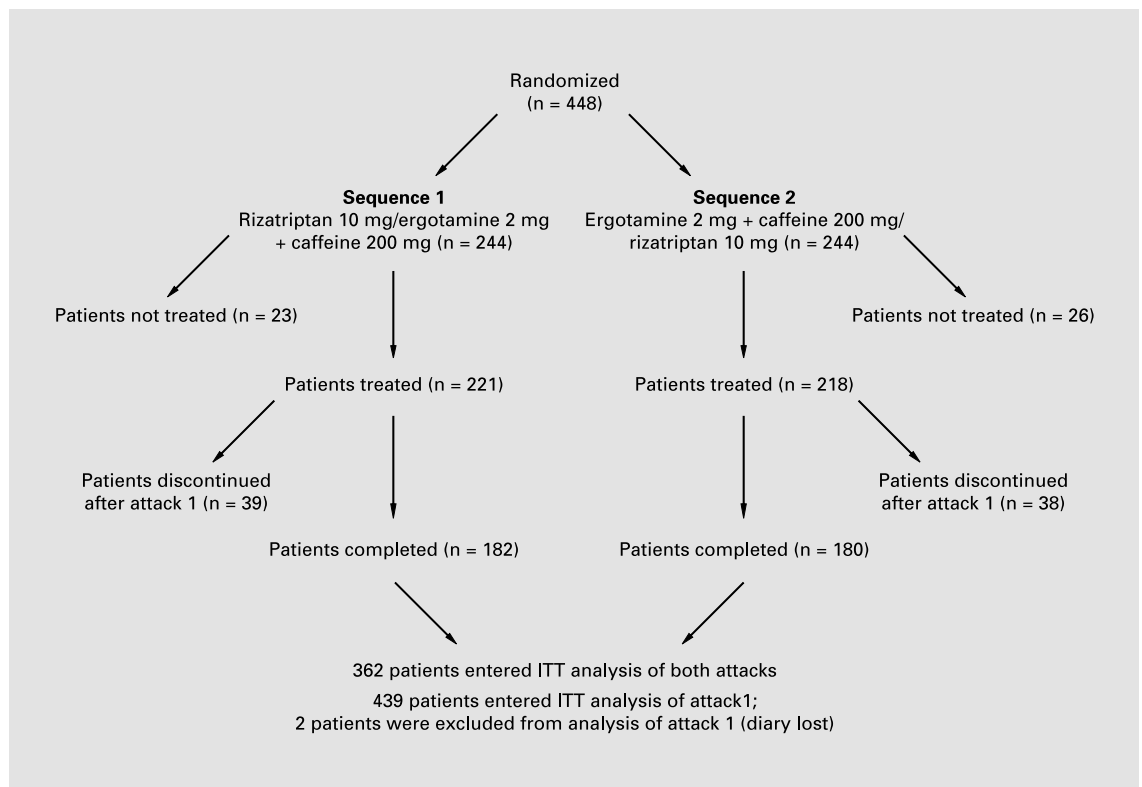 Randomized
(n = 448)
Sequence 1
Rizatriptan 10 mg/ergotamine 2 mg
+ caffeine 200 mg (n = 244)
Sequence 2
Ergotamine 2 mg + caffeine 200 mg/
rizatriptan 10 mg (n = 244)
Patients not treated (n = 23)
Patients not treated (n = 26)
Patients treated (n = 221)
Patients treated (n = 218)
Patients discontinued
after attack 1 (n = 39)
Patients discontinued
after attack 1 (n = 38)
Patients completed (n = 182)
Patients completed (n = 180)
362 patients entered ITT analysis of both attacks
439 patients entered ITT analysis of attack1;
2 patients were excluded from analysis of attack 1 (diary lost)